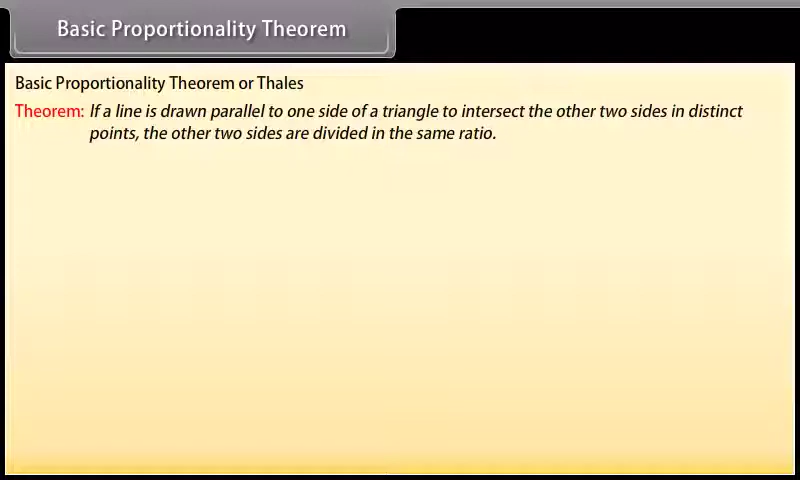 Basic Proportionality Theorem
Basic Proportionality Theorem or Thales
Theorem: If a line is drawn parallel to one side of a triangle to intersect the other two sides in distinct
points, the other two sides are divided in the same ratio.